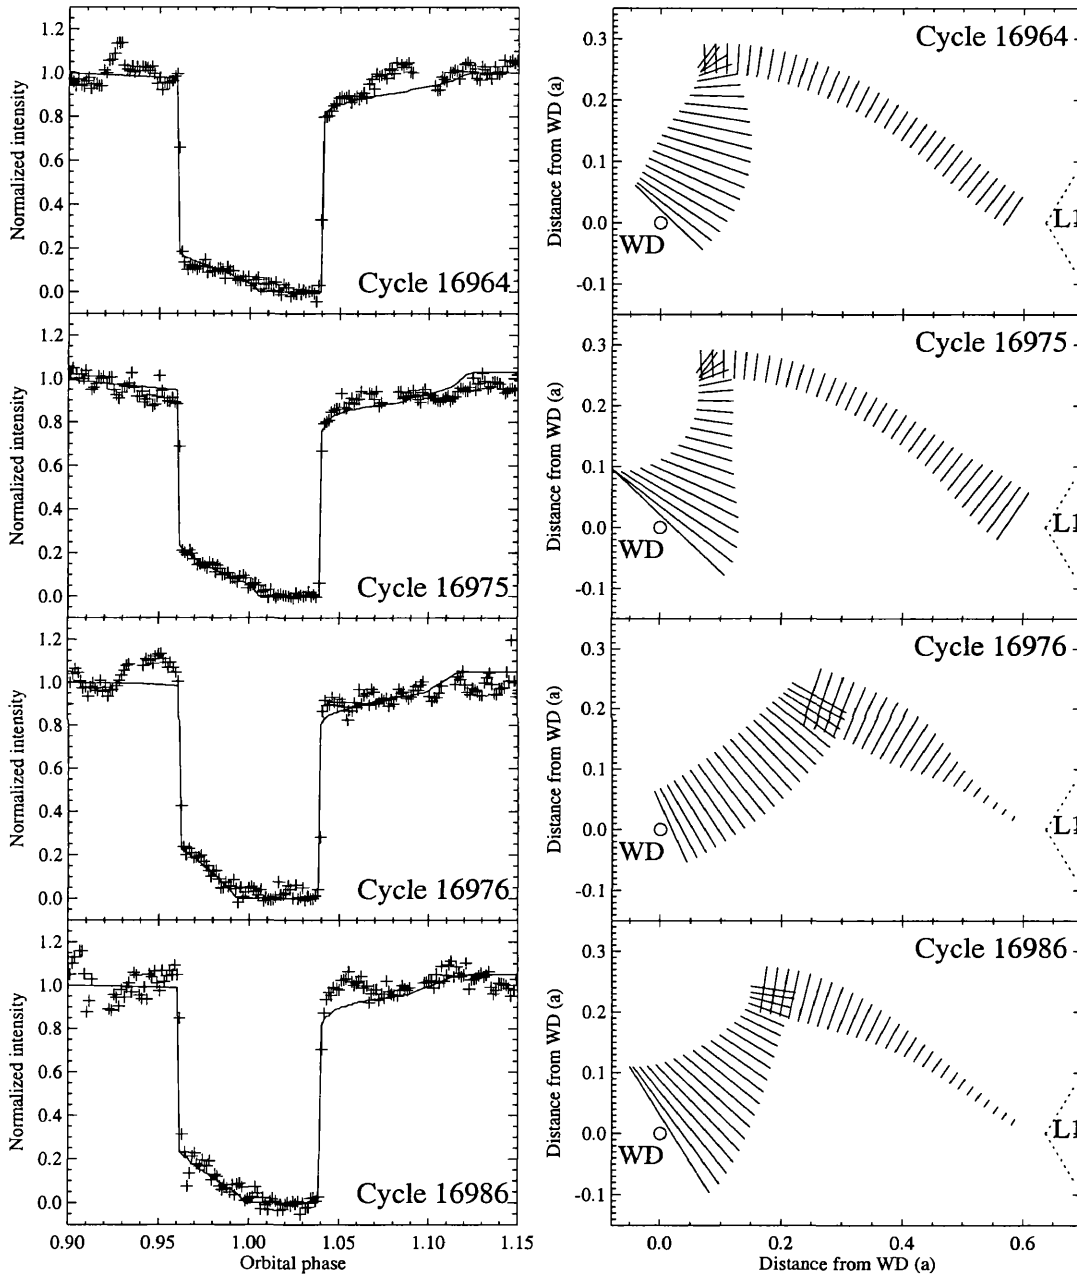 1.2
1.0
0.8
0.6
0.4
0.2
0.0
Normalized intensity
Cycle 16964
0.3
0.2
0.1
0.0
-0.1
Distance from WD (a)
Cycle 16964
WD
L1
1.2
1.0
0.8
0.6
0.4
0.2
0.0
Normalized intensity
Cycle 16975
0.3
0.2
0.1
0.0
-0.1
Distance from WD (a)
Cycle 16975
WD
L1
1.2
1.0
0.8
0.6
0.4
0.2
0.0
Normalized intensity
Cycle 16976
0.3
0.2
0.1
0.0
-0.1
Distance from WD (a)
Cycle 16976
WD
L1
1.2
1.0
0.8
0.6
0.4
0.2
0.0
Normalized intensity
Cycle 16986
0.90 0.95 1.00 1.05 1.10 1.15
Orbital phase
0.3
0.2
0.1
0.0
-0.1
Distance from WD (a)
Cycle 16986
WD
L1
0.0 0.2 0.4 0.6
Distance from WD (a)